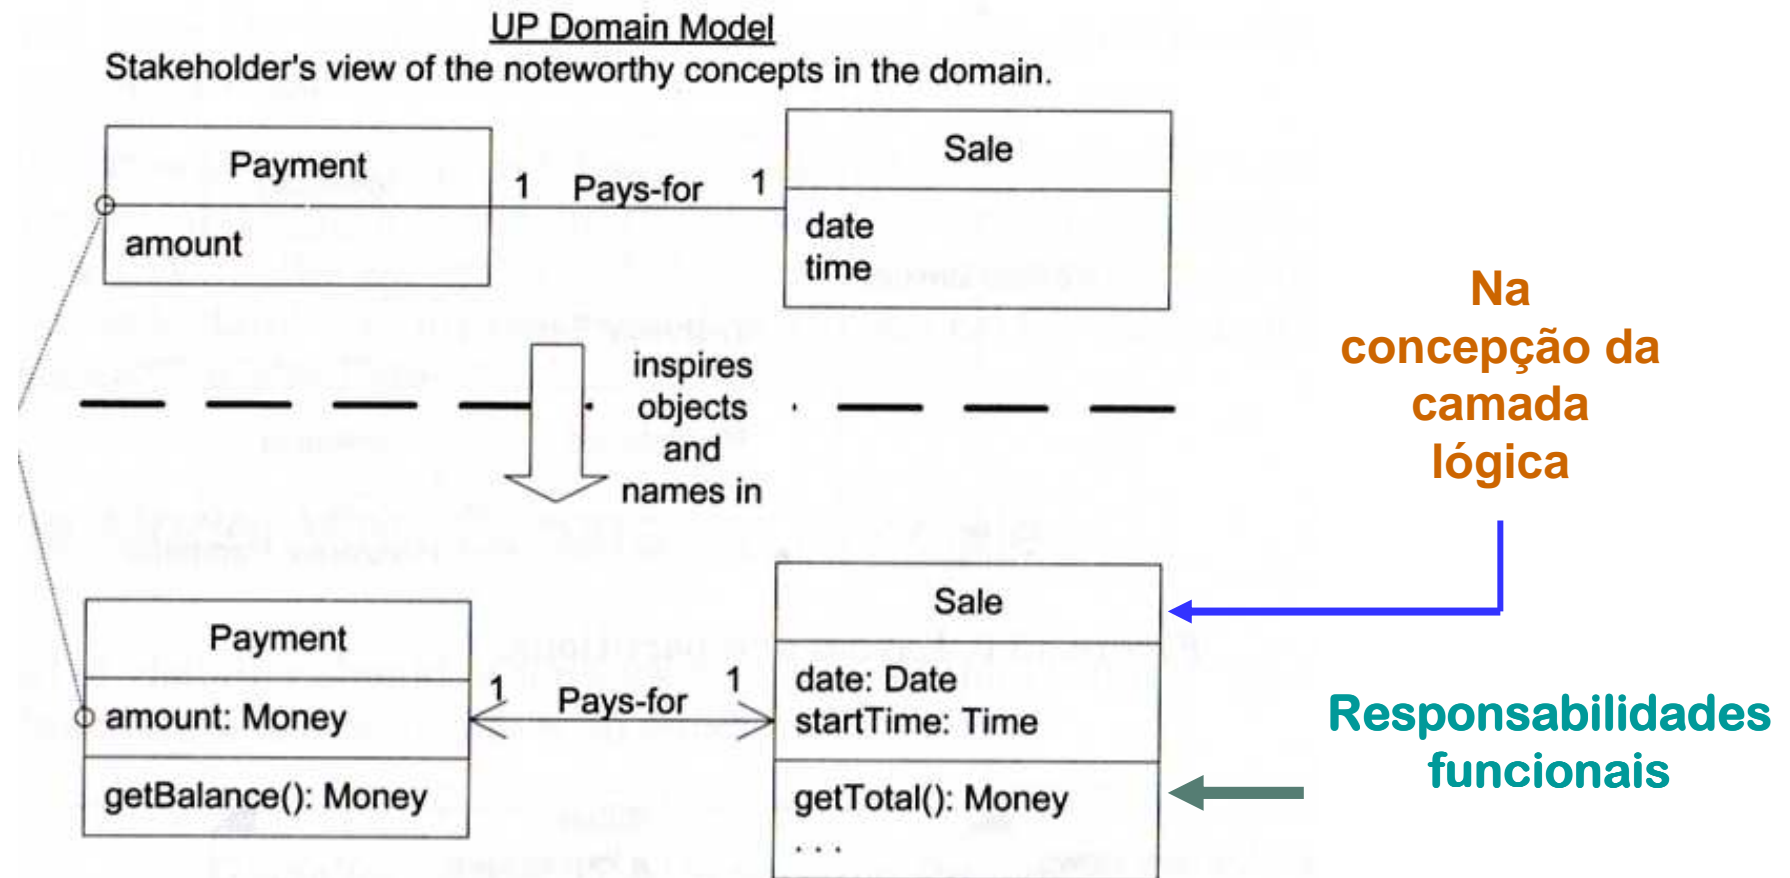 UP Domain Model
Stakeholder's view of the noteworthy concepts in the domain.
Payment
amount
1 Pays-for 1
Sale
date
time
inspires
objects
and
names in
Na
concepção da
camada
lógica
Payment
amount: Money
getBalance(): Money
1 Pays-for 1
Sale
date: Date
startTime: Time
getTotal(): Money
. . .
Responsabilidades
funcionais